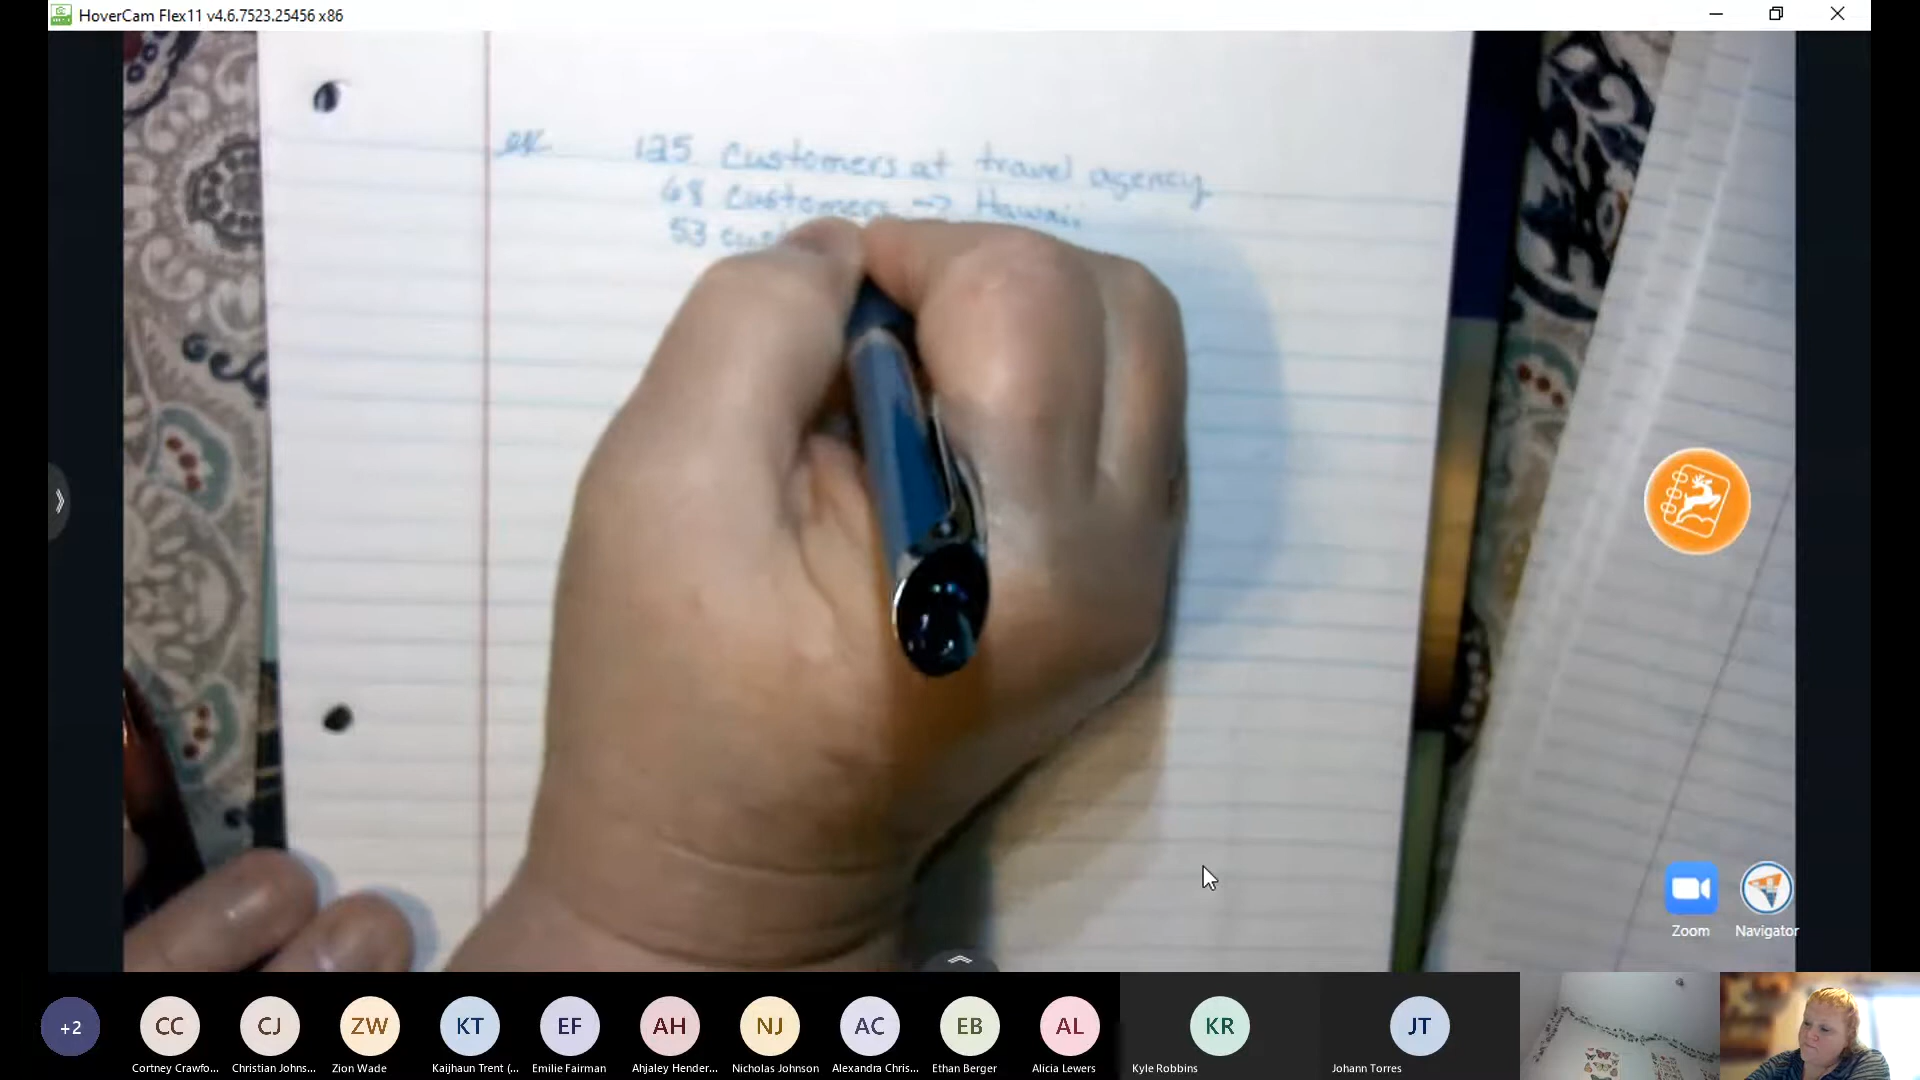 HoverCam Flex11 v4.6.7523.25456 x86
ex
125 customers at travel agency
68 customers → Hawaii
53
Zoom
Navigator
+2
CC
CJ
ZW
KT
EF
AH
NJ
AC
EB
AL
KR
JT
Cortney Crawfo...
Christian Johns...
Zion Wade
Kaijhaun Trent (...
Emilie Fairman
Ahjaley Hender...
Nicholas Johnson
Alexandra Chris...
Ethan Berger
Alicia Lewers
Kyle Robbins
Johann Torres